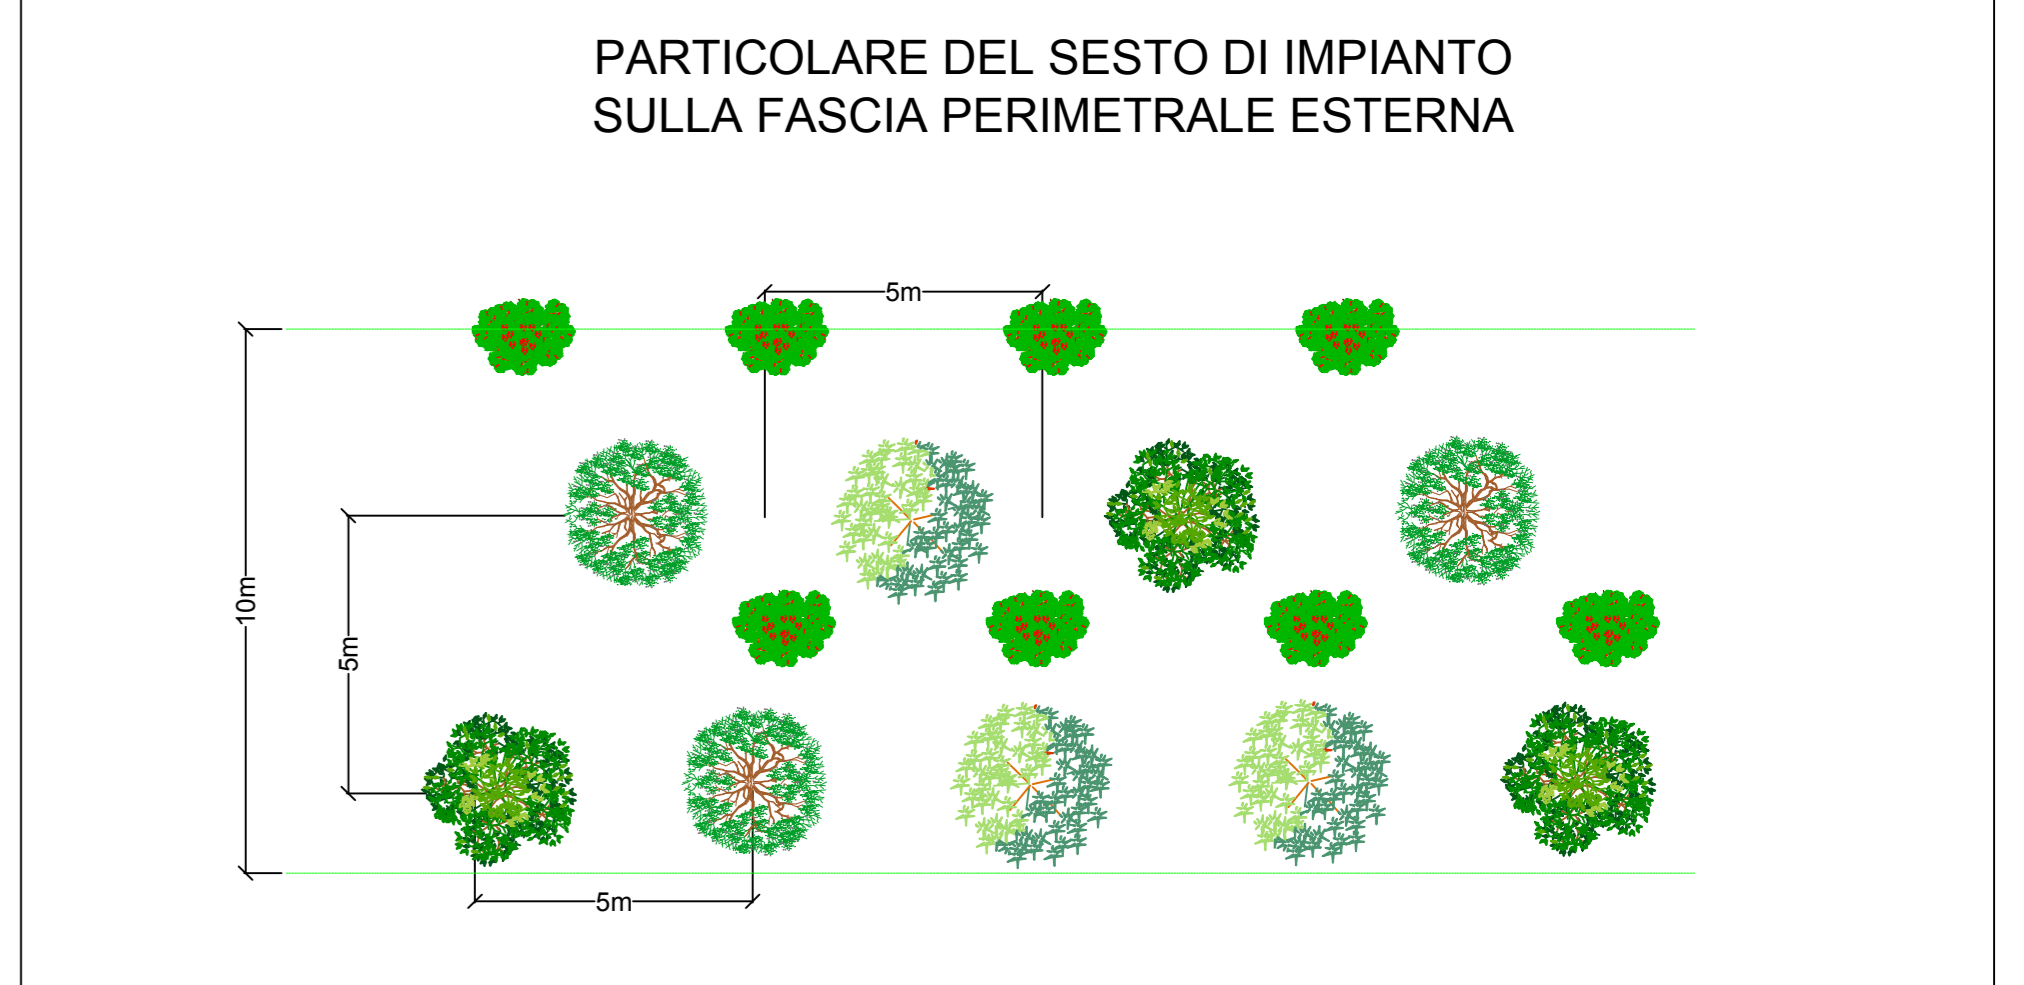 PARTICOLARE DEL SESTO DI IMPIANTO
SULLA FASCIA PERIMETRALE ESTERNA
5m
10m
5m
5m